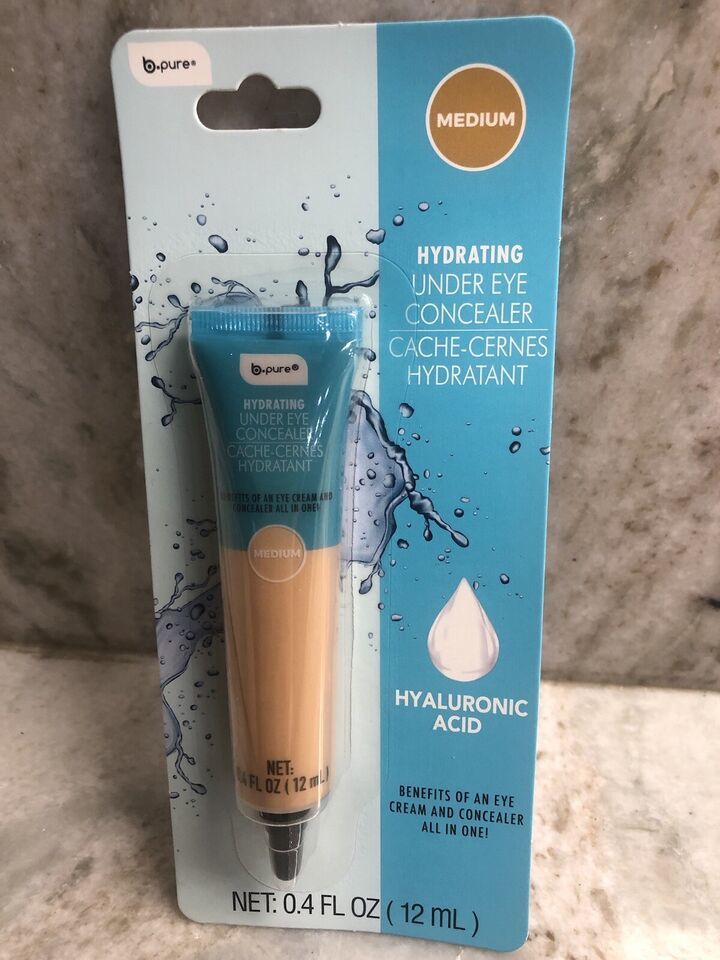 b.pure®
MEDIUM
HYDRATING
UNDER EYE
CONCEALER
CACHE-CERNES
HYDRATANT
b.pure®
HYDRATING
UNDER EYE
CONCEALER
CACHE-CERNES
HYDRATANT
BENEFITS OF AN EYE CREAM AND
CONCEALER ALL IN ONE!
MEDIUM
NET:
0.4 FL OZ ( 12 mL )
HYALURONIC
ACID
BENEFITS OF AN EYE
CREAM AND CONCEALER
ALL IN ONE!
NET: 0.4 FL OZ ( 12 mL )